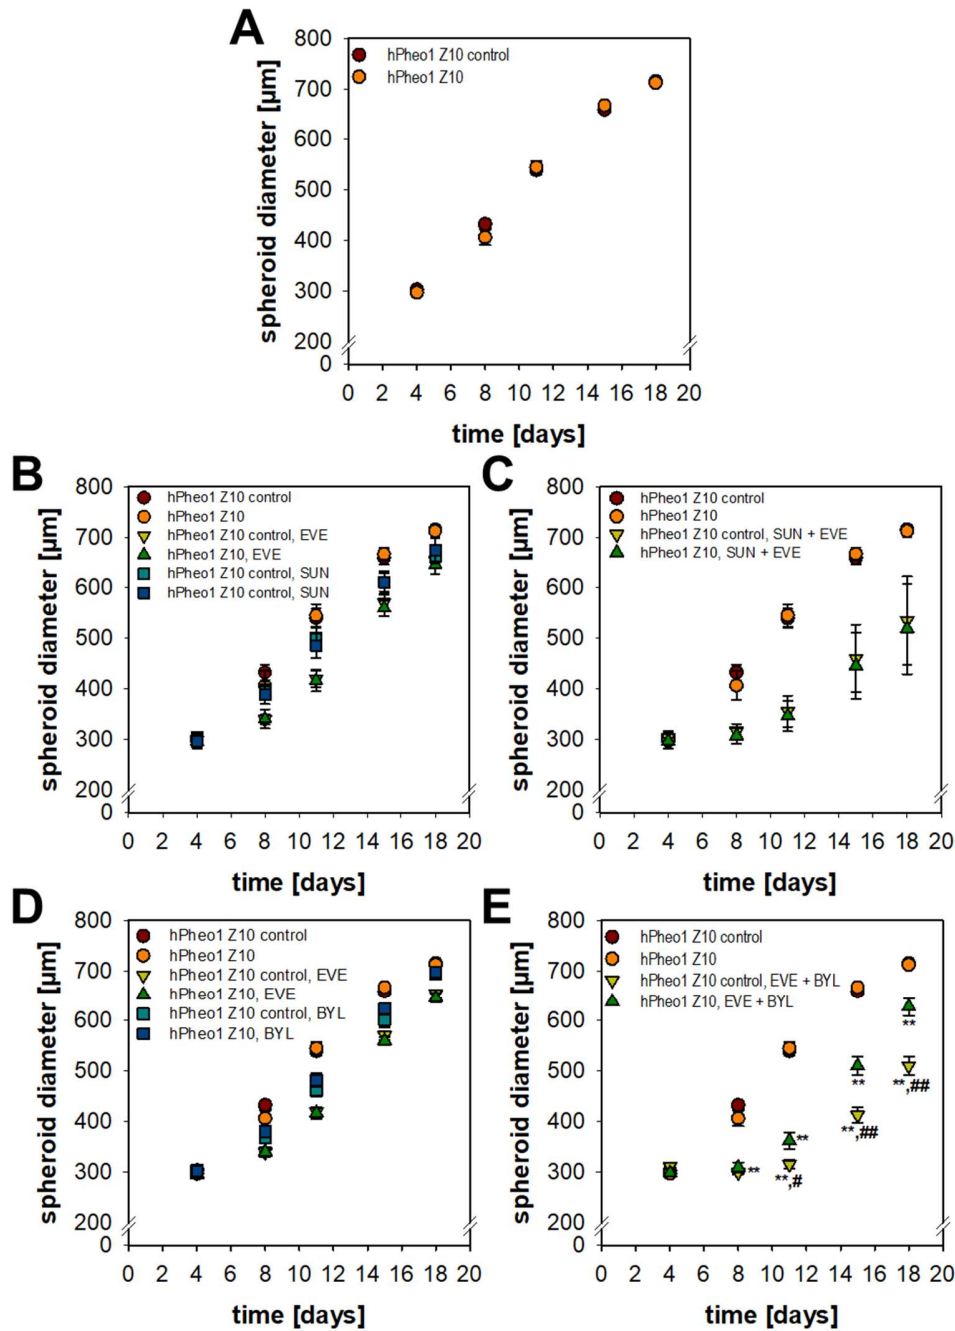 A
hPheo1 Z10 control
hPheo1 Z10
spheroid diameter [µm]
800
700
600
500
400
300
200
0
0 2 4 6 8 10 12 14 16 18 20
time [days]
B
hPheo1 Z10 control
hPheo1 Z10
hPheo1 Z10 control, EVE
hPheo1 Z10, EVE
hPheo1 Z10 control, SUN
hPheo1 Z10 control, SUN
spheroid diameter [µm]
800
700
600
500
400
300
200
0
0 2 4 6 8 10 12 14 16 18 20
time [days]
C
hPheo1 Z10 control
hPheo1 Z10
hPheo1 Z10 control, SUN + EVE
hPheo1 Z10, SUN + EVE
spheroid diameter [µm]
800
700
600
500
400
300
200
0
0 2 4 6 8 10 12 14 16 18 20
time [days]
D
hPheo1 Z10 control
hPheo1 Z10
hPheo1 Z10 control, EVE
hPheo1 Z10, EVE
hPheo1 Z10 control, BYL
hPheo1 Z10, BYL
spheroid diameter [µm]
800
700
600
500
400
300
200
0
0 2 4 6 8 10 12 14 16 18 20
time [days]
E
hPheo1 Z10 control
hPheo1 Z10
hPheo1 Z10 control, EVE + BYL
hPheo1 Z10, EVE + BYL
spheroid diameter [µm]
800
700
600
500
400
300
200
0
**
**
**,##
**,##
**
**
**,#
0 2 4 6 8 10 12 14 16 18 20
time [days]